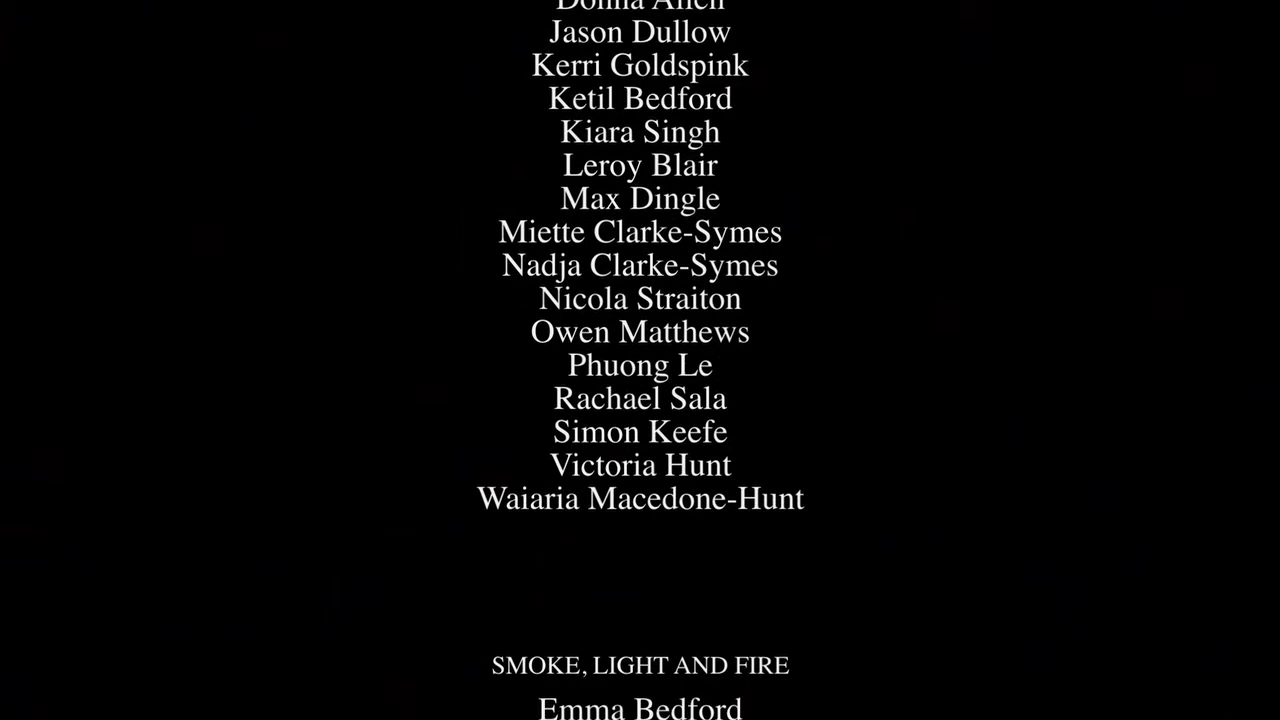 Donna Allen
Jason Dullow
Kerri Goldspink
Ketil Bedford
Kiara Singh
Leroy Blair
Max Dingle
Miette Clarke-Symes
Nadja Clarke-Symes
Nicola Straiton
Owen Matthews
Phuong Le
Rachael Sala
Simon Keefe
Victoria Hunt
Waiaria Macedone-Hunt
SMOKE, LIGHT AND FIRE
Emma Bedford